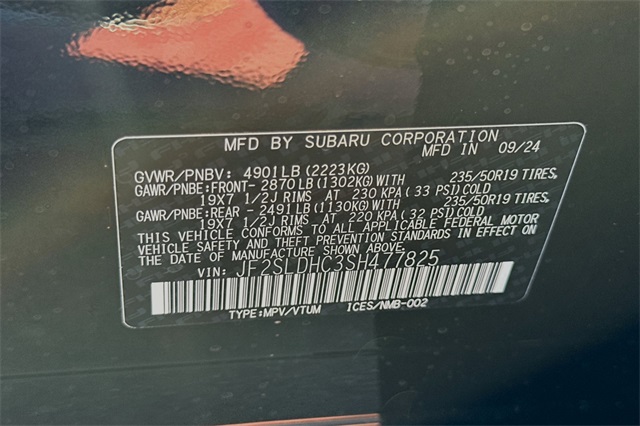 MFD BY SUBARU CORPORATION
MFD IN 09/24
GVWR/PNBV: 4901LB(2223KG)
GAWR/PNBE:FRONT- 2870LB(1302KG)WITH 235/50R19 TIRES,
19X7 1/2J RIMS AT 230 KPA(33 PSI)COLD
GAWR/PNBE:REAR - 2491LB(1130KG)WITH 235/50R19 TIRES,
19X7 1/2J RIMS AT 220 KPA(32 PSI)COLD
THIS VEHICLE CONFORMS TO ALL APPLICABLE FEDERAL MOTOR
VEHICLE SAFETY AND THEFT PREVENTION STANDARDS IN EFFECT ON
THE DATE OF MANUFACTURE SHOWN ABOVE.
VIN: JF2SLDHC3SH477825
TYPE:MPV/VTUM ICES/NMB-002